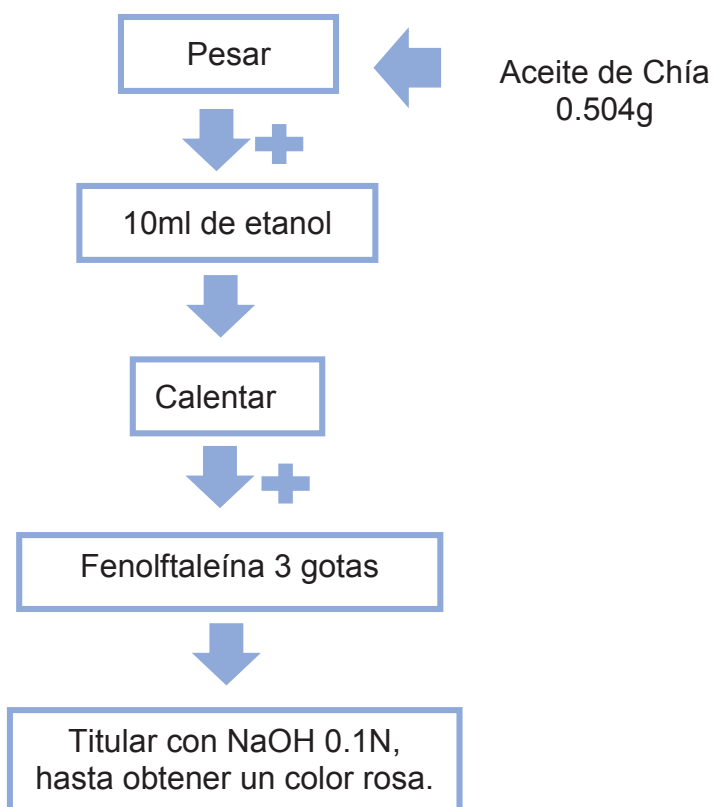 Pesar
Aceite de Chía
0.504g
10ml de etanol
Calentar
Fenolftaleína 3 gotas
Titular con NaOH 0.1N,
hasta obtener un color rosa.